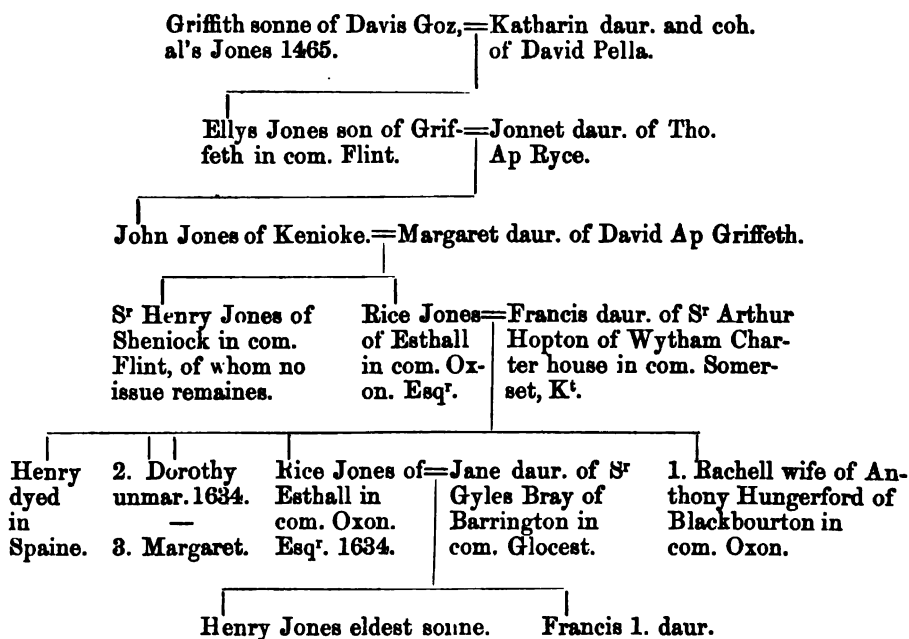 Griffith sonne of Davis Goz,=Katharin daur. and coh.
al's Jones 1465. of David Pella.
Ellys Jones son of Grif-=Jonnet daur. of Tho.
feth in com. Flint. Ap Ryce.
John Jones of Kenioke.=Margaret daur. of David Ap Griffeth.
Sʳ Henry Jones of
Sheniock in com.
Flint, of whom no
issue remaines.
Rice Jones=Francis daur. of Sʳ Arthur
of Esthall Hopton of Wytham Char-
in com. Ox- ter house in com. Somer-
on. Esqʳ. set, Kᵗ.
Henry
dyed
in
Spaine.
2. Dorothy
unmar. 1634.
—
3. Margaret.
Rice Jones of=Jane daur. of Sʳ
Esthall in Gyles Bray of
com. Oxon. Barrington in
Esqʳ. 1634. com. Glocest.
1. Rachell wife of An-
thony Hungerford of
Blackbourton in
com. Oxon.
Henry Jones eldest sonne. Francis 1. daur.